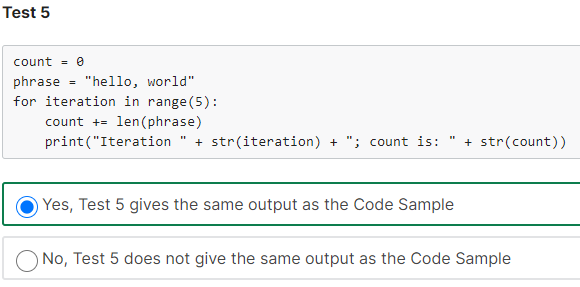 Test 5
count = 0
phrase = "hello, world"
for iteration in range(5):
    count += len(phrase)
    print("Iteration " + str(iteration) + "; count is: " + str(count))
Yes, Test 5 gives the same output as the Code Sample
No, Test 5 does not give the same output as the Code Sample